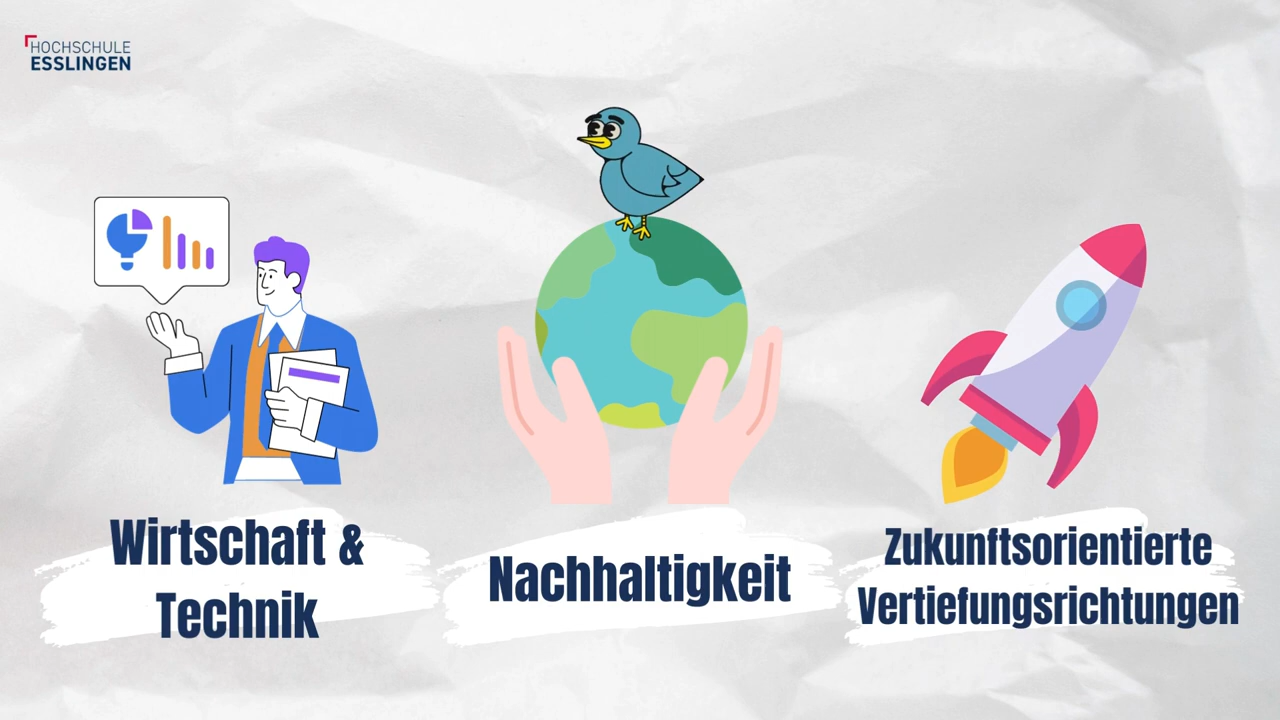 HOCHSCHULE
ESSLINGEN
Wirtschaft &
Technik
Nachhaltigkeit
Zukunftsorientierte
Vertiefungsrichtungen